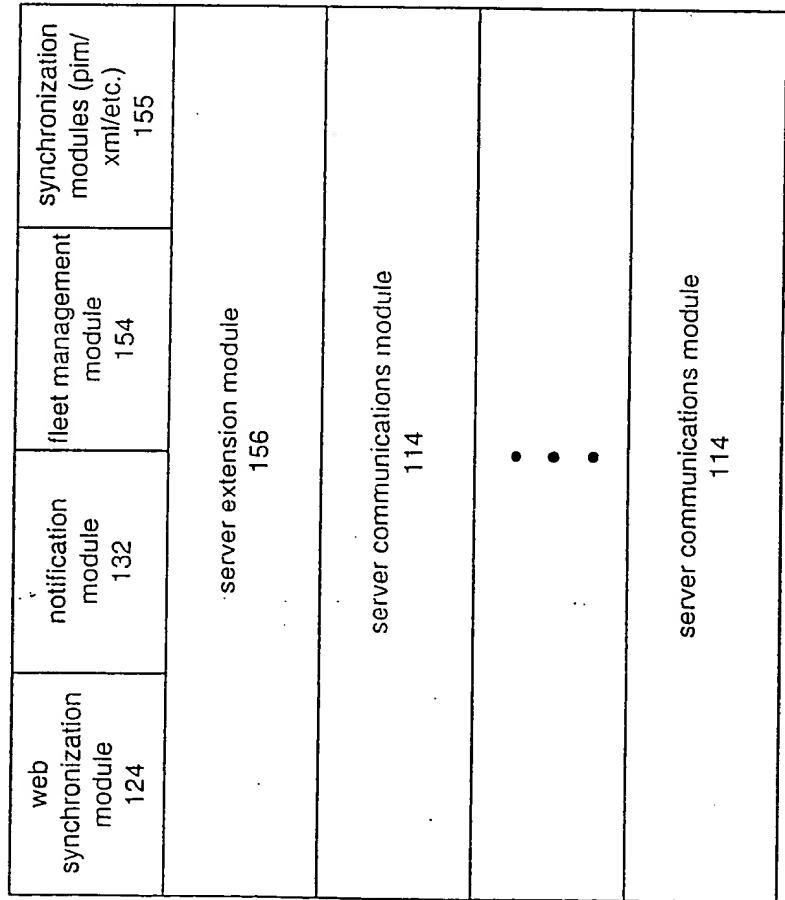 web
synchronization
module
124
notification
module
132
fleet management
module
154
synchronization
modules (pim/
xml/etc.)
155
server extension module
156
server communications module
114
server communications module
114